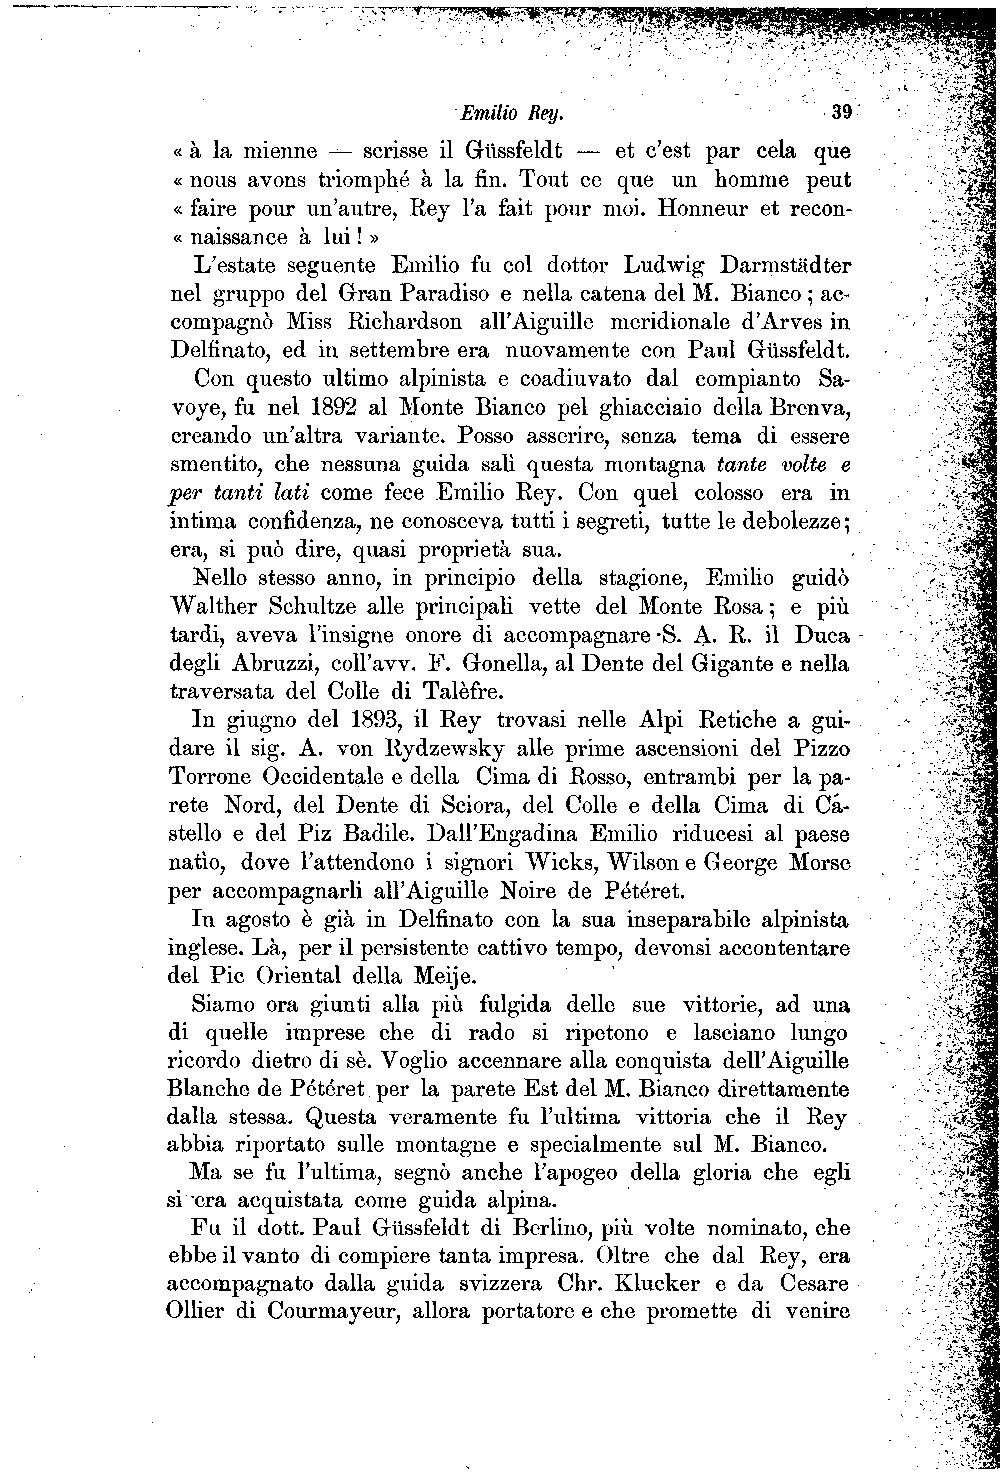 Emilio Rey. 39
« à la mienne — scrisse il Güssfeldt — et c'est par cela que
« nous avons triomphé à la fin. Tout ce que un homme peut
« faire pour un'autre, Rey l'a fait pour moi. Honneur et recon-
« naissance à lui ! »
L'estate seguente Emilio fu col dottor Ludwig Darmstädter
nel gruppo del Gran Paradiso e nella catena del M. Bianco ; ac-
compagnò Miss Richardson all'Aiguille meridionale d'Arves in
Delfinato, ed in settembre era nuovamente con Paul Güssfeldt.
Con questo ultimo alpinista e coadiuvato dal compianto Sa-
voye, fu nel 1892 al Monte Bianco pel ghiacciaio della Brenva,
creando un'altra variante. Posso asserire, senza tema di essere
smentito, che nessuna guida salì questa montagna tante volte e
per tanti lati come fece Emilio Rey. Con quel colosso era in
intima confidenza, ne conosceva tutti i segreti, tutte le debolezze ;
era, si può dire, quasi proprietà sua.
Nello stesso anno, in principio della stagione, Emilio guidò
Walther Schultze alle principali vette del Monte Rosa ; e più
tardi, aveva l'insigne onore di accompagnare S. A. R. il Duca
degli Abruzzi, coll'avv. F. Gonella, al Dente del Gigante e nella
traversata del Colle di Talèfre.
In giugno del 1893, il Rey trovasi nelle Alpi Retiche a gui-
dare il sig. A. von Rydzewsky alle prime ascensioni del Pizzo
Torrone Occidentale e della Cima di Rosso, entrambi per la pa-
rete Nord, del Dente di Sciora, del Colle e della Cima di Cá-
stello e del Piz Badile. Dall'Engadina Emilio riducesi al paese
natìo, dove l'attendono i signori Wicks, Wilson e George Morse
per accompagnarli all'Aiguille Noire de Pétéret.
In agosto è già in Delfinato con la sua inseparabile alpinista
inglese. Là, per il persistente cattivo tempo, devonsi accontentare
del Pic Oriental della Meije.
Siamo ora giunti alla più fulgida delle sue vittorie, ad una
di quelle imprese che di rado si ripetono e lasciano lungo
ricordo dietro di sè. Voglio accennare alla conquista dell'Aiguille
Blanche de Pétéret per la parete Est del M. Bianco direttamente
dalla stessa. Questa veramente fu l'ultima vittoria che il Rey
abbia riportato sulle montagne e specialmente sul M. Bianco.
Ma se fu l'ultima, segnò anche l'apogeo della gloria che egli
si era acquistata come guida alpina.
Fu il dott. Paul Güssfeldt di Berlino, più volte nominato, che
ebbe il vanto di compiere tanta impresa. Oltre che dal Rey, era
accompagnato dalla guida svizzera Chr. Klucker e da Cesare
Ollier di Courmayeur, allora portatore e che promette di venire